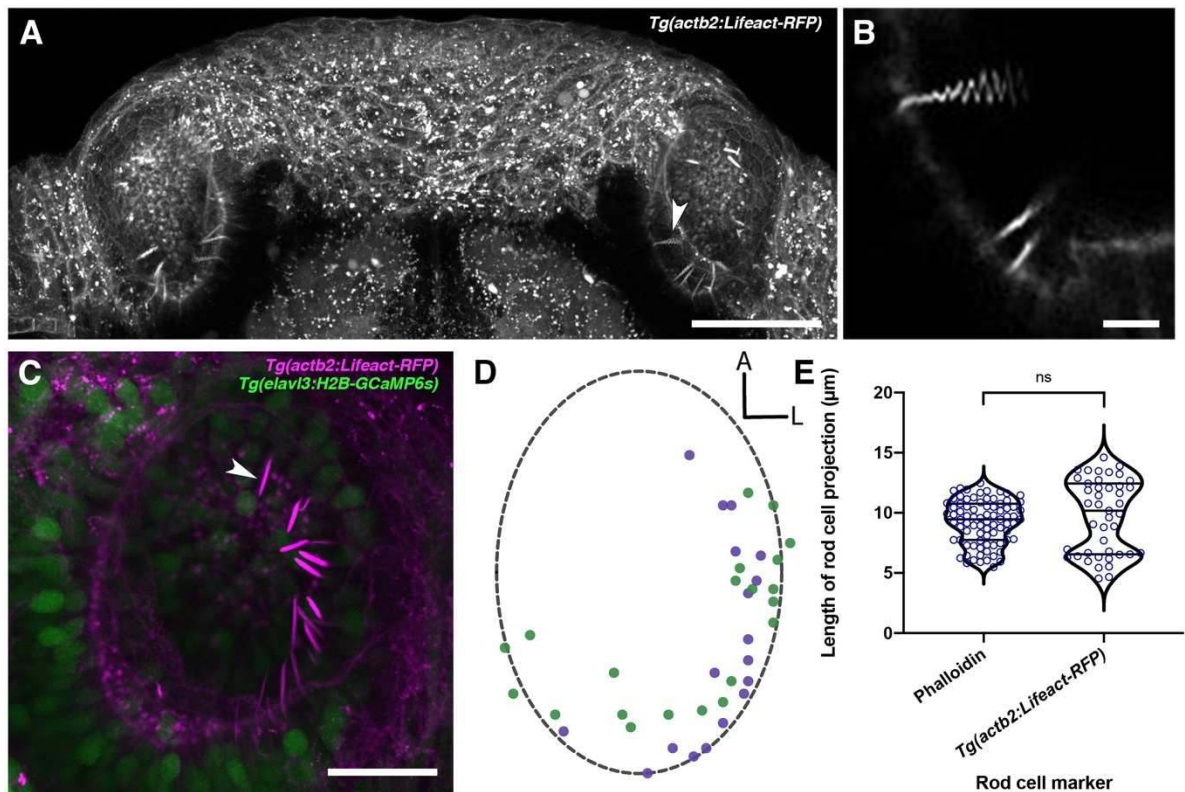 A
Tg(actb2:Lifeact-RFP)
B
C
Tg(actb2:Lifeact-RFP)
Tg(elavl3:H2B-GCaMP6s)
D
A
L
E
ns
Length of rod cell projection (µm)
20
15
10
5
0
Phalloidin
Tg(actb2:Lifeact-RFP)
Rod cell marker